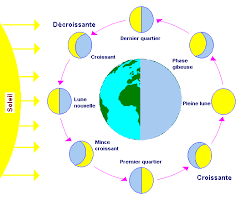 Décroissante
Dernier quartier
Croissant
Phase
gibeuse
Soleil
Lune
nouvelle
Pleine lune
Mince
croissant
Premier quartier
Croissante